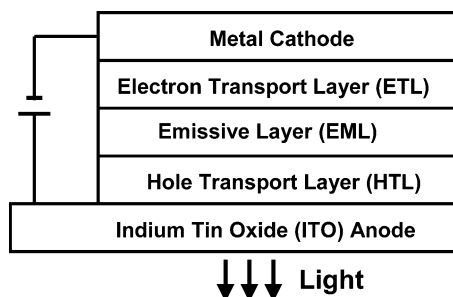 Metal Cathode
Electron Transport Layer (ETL)
Emissive Layer (EML)
Hole Transport Layer (HTL)
Indium Tin Oxide (ITO) Anode
Light